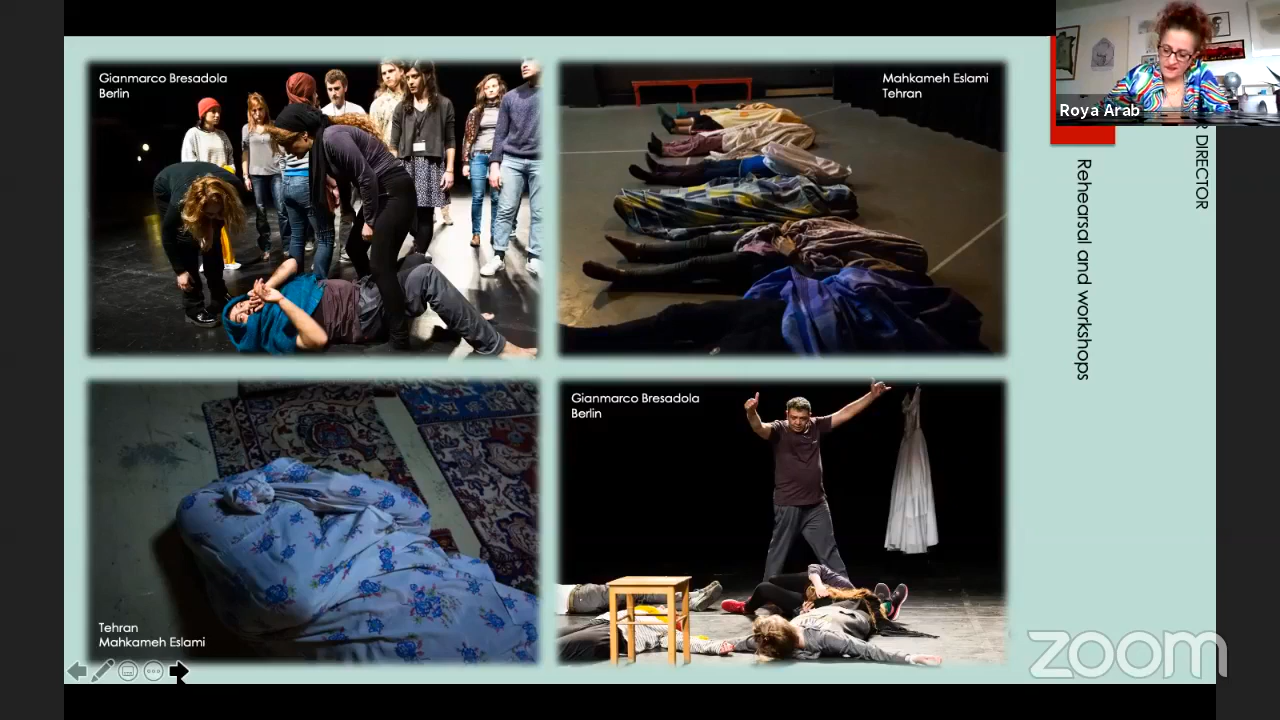 Gianmarco Bresadola
Berlin
Mahkameh Eslami
Tehran
Roya Arab
DIRECTOR
Rehearsal and workshops
Gianmarco Bresadola
Berlin
Tehran
Mahkameh Eslami
zoom